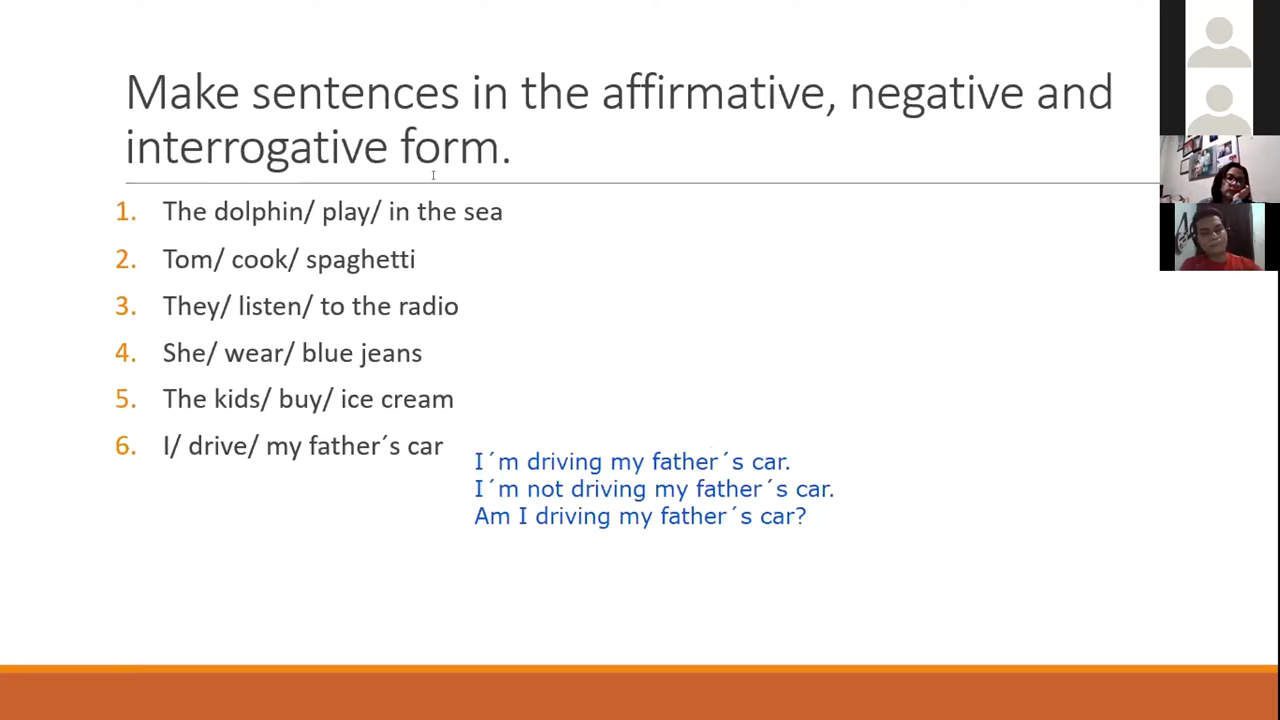 Make sentences in the affirmative, negative and
interrogative form.
1. The dolphin/ play/ in the sea
2. Tom/ cook/ spaghetti
3. They/ listen/ to the radio
4. She/ wear/ blue jeans
5. The kids/ buy/ ice cream
6. I/ drive/ my father´s car
I´m driving my father´s car.
I´m not driving my father´s car.
Am I driving my father´s car?